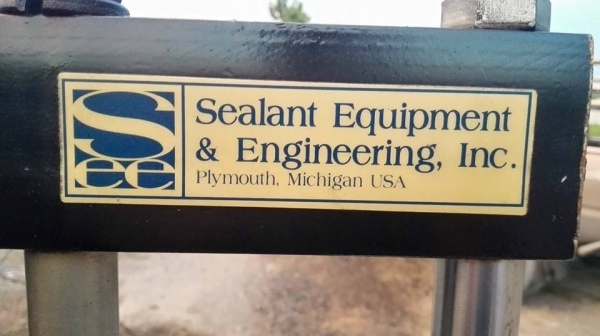 See
Sealant Equipment
& Engineering, Inc.
Plymouth, Michigan USA